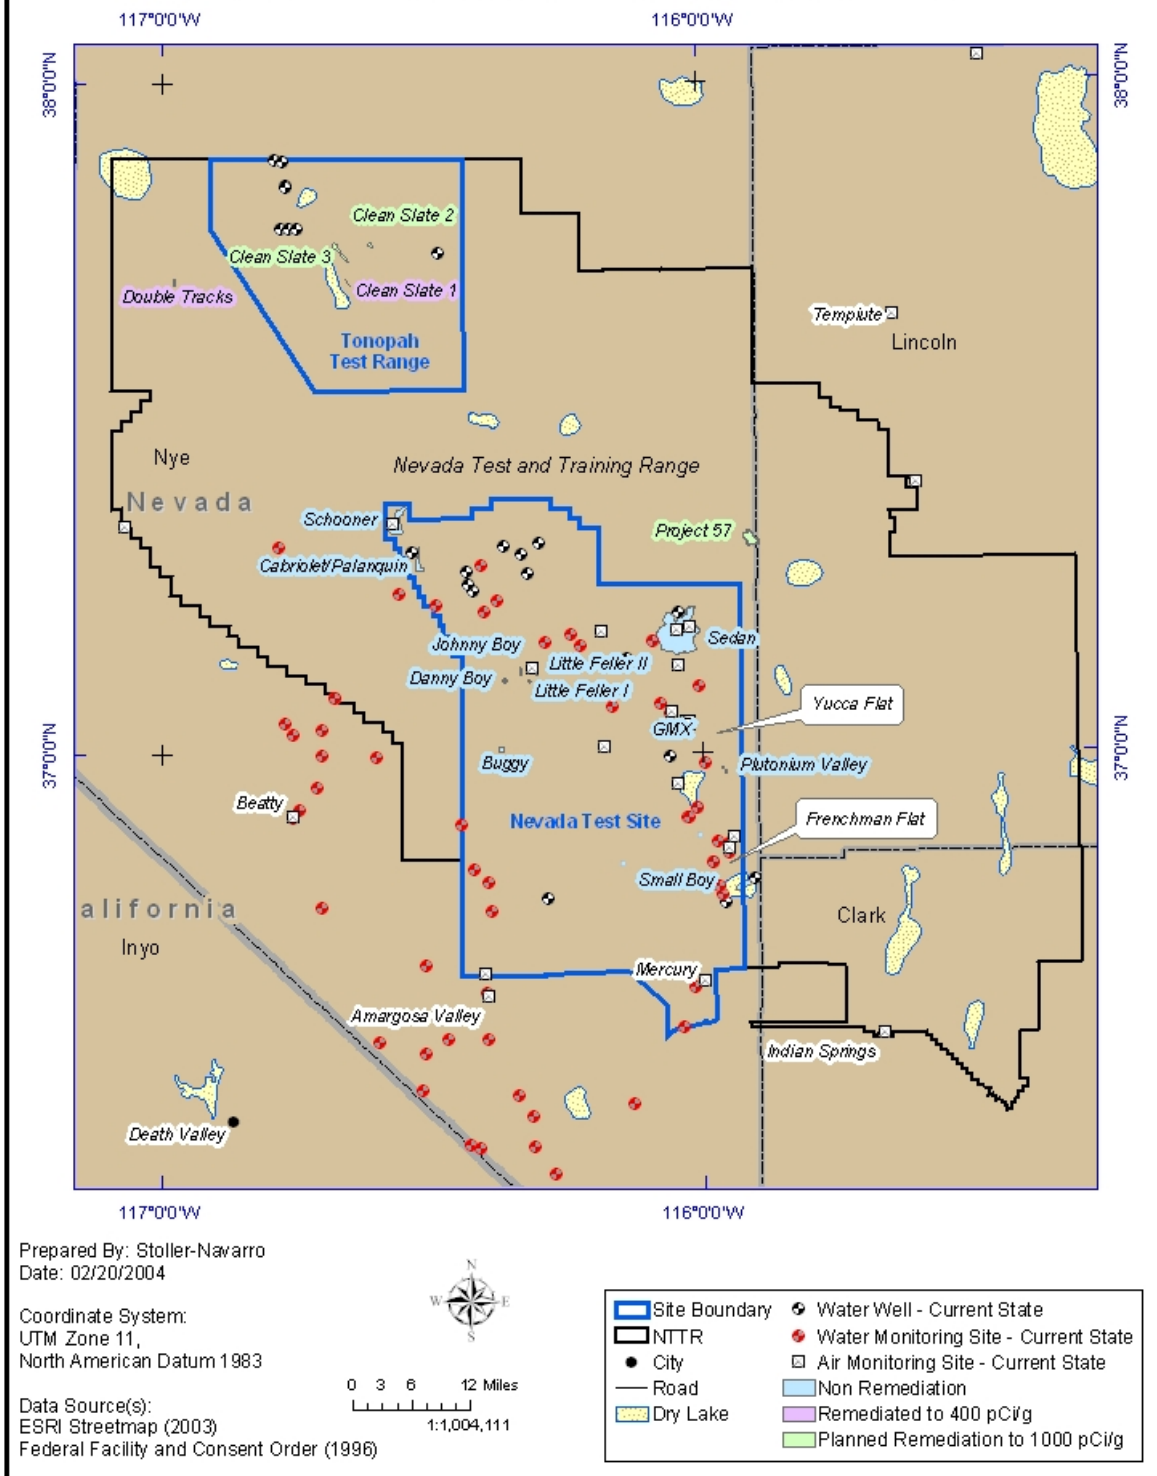 117°0'0"W
116°0'0"W
38°0'0"N
38°0'0"N
Clean Slate 2
Clean Slate 3
Clean Slate 1
Double Tracks
Tonopah
Test Range
Tempiute
Lincoln
Nye
Nevada Test and Training Range
Nevada
Schooner
Project 57
Cabriolet/Palanquin
Johnny Boy
Sedan
Little Feller II
Danny Boy
Little Feller I
Yucca Flat
GMX
37°0'0"N
37°0'0"N
Buggy
Plutonium Valley
Beatty
Nevada Test Site
Frenchman Flat
Small Boy
alifornia
Clark
Inyo
Mercury
Amargosa Valley
Indian Springs
Death Valley
117°0'0"W
116°0'0"W
Prepared By: Stoller-Navarro
Date: 02/20/2004
Coordinate System:
UTM Zone 11,
North American Datum 1983
Data Source(s):
ESRI Streetmap (2003)
Federal Facility and Consent Order (1996)
N
W E
S
0 3 6 12 Miles
1:1,004,111
Site Boundary
NTTR
City
Road
Dry Lake
Water Well - Current State
Water Monitoring Site - Current State
Air Monitoring Site - Current State
Non Remediation
Remediated to 400 pCi/g
Planned Remediation to 1000 pCi/g